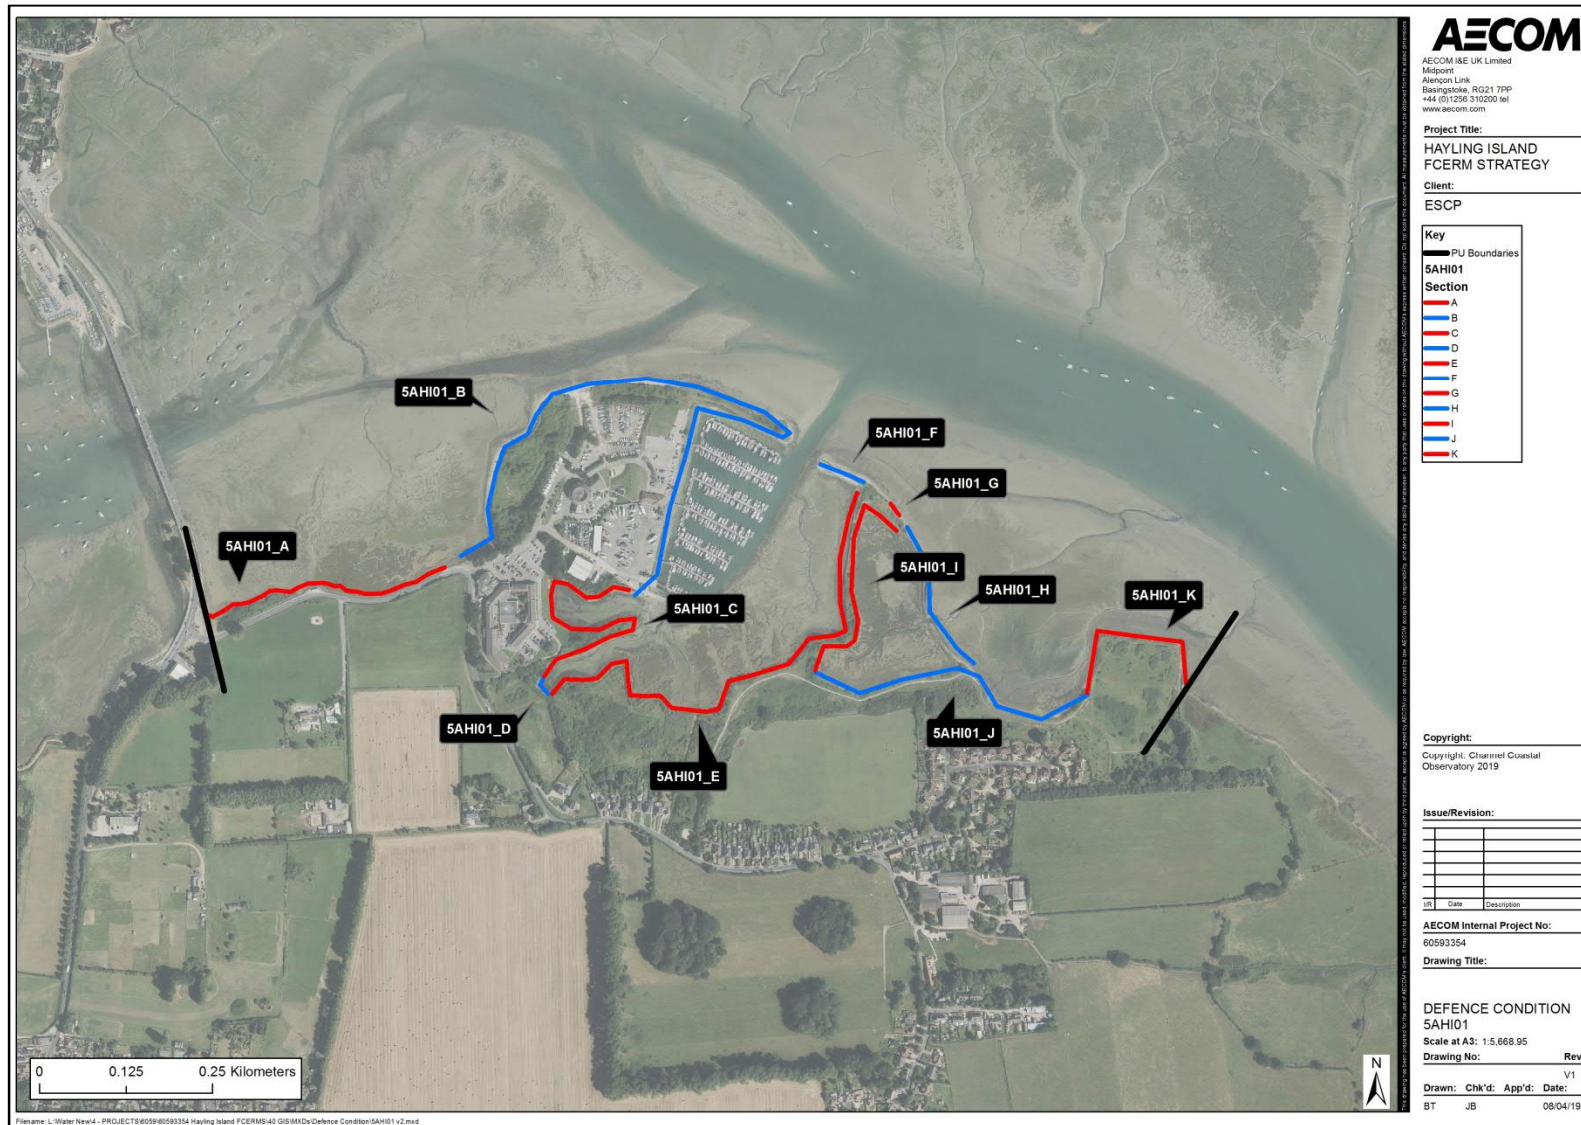 5AHI01_B
5AHI01_F
5AHI01_G
5AHI01_A
5AHI01_I
5AHI01_H
5AHI01_K
5AHI01_C
5AHI01_D
5AHI01_J
5AHI01_E
0 0.125 0.25 Kilometers
N
AECOM
AECOM I&E UK Limited
Midpoint
Alençon Link
Basingstoke, RG21 7PP
+44 (0)1256 310200 tel
www.aecom.com
Project Title:
HAYLING ISLAND
FCERM STRATEGY
Client:
ESCP
Key
PU Boundaries
5AHI01
Section
A
B
C
D
E
F
G
H
I
J
K
Copyright:
Copyright: Channel Coastal
Observatory 2019
Issue/Revision:
I/R Date Description
AECOM Internal Project No:
60593354
Drawing Title:
DEFENCE CONDITION
5AHI01
Scale at A3: 1:5,668.95
Drawing No: Rev
V1
Drawn: Chk'd: App'd: Date:
BT JB 08/04/19